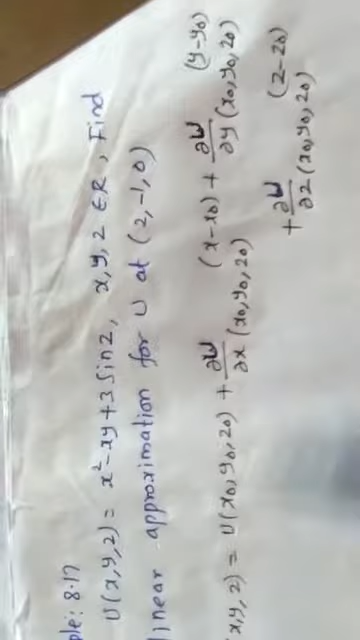 ple: 8.17
U(x,y,z) = x²-xy+3 Sinz, x,y,z ∈R, Find
linear approximation for U at (2,-1,0)
x,y,z) = U(x0,y0,z0) + ∂U/∂x (x0,y0,z0) (x-x0) + ∂U/∂y (x0,y0,z0) (y-y0)
+ ∂U/∂z (x0,y0,z0) (z-z0)